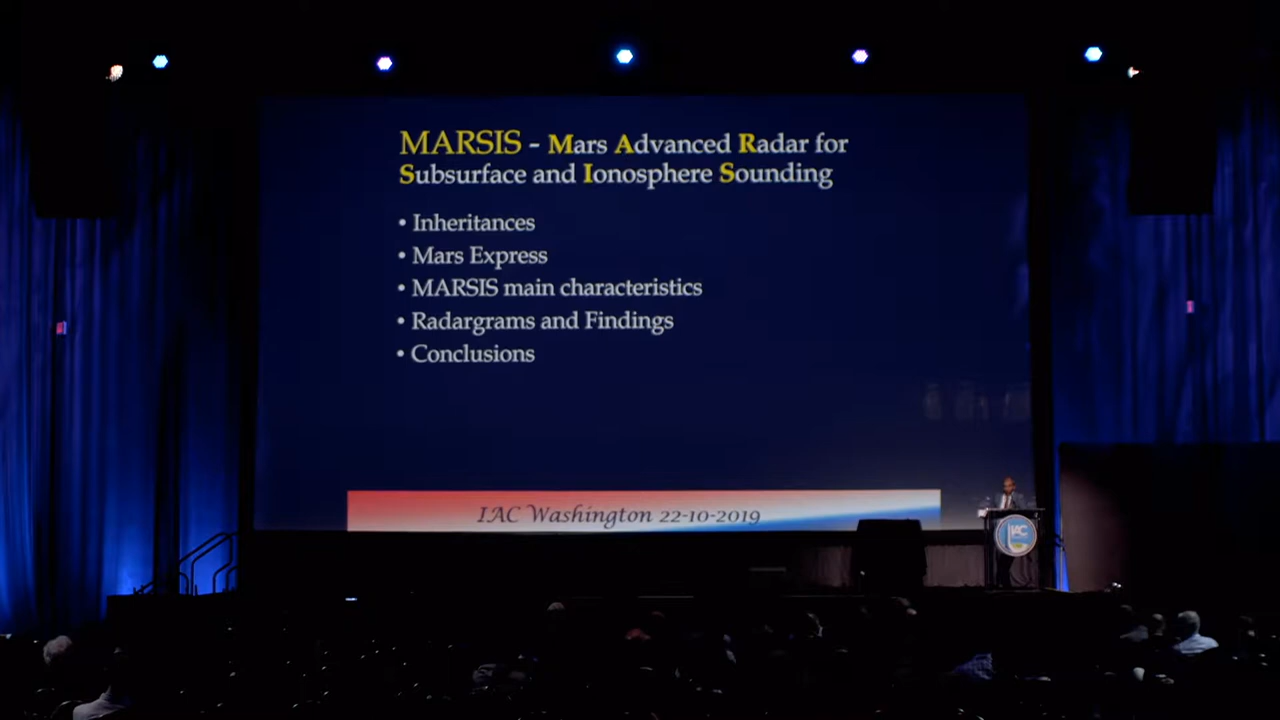 MARSIS - Mars Advanced Radar for
Subsurface and Ionosphere Sounding
• Inheritances
• Mars Express
• MARSIS main characteristics
• Radargrams and Findings
• Conclusions
IAC Washington 22-10-2019
IAC